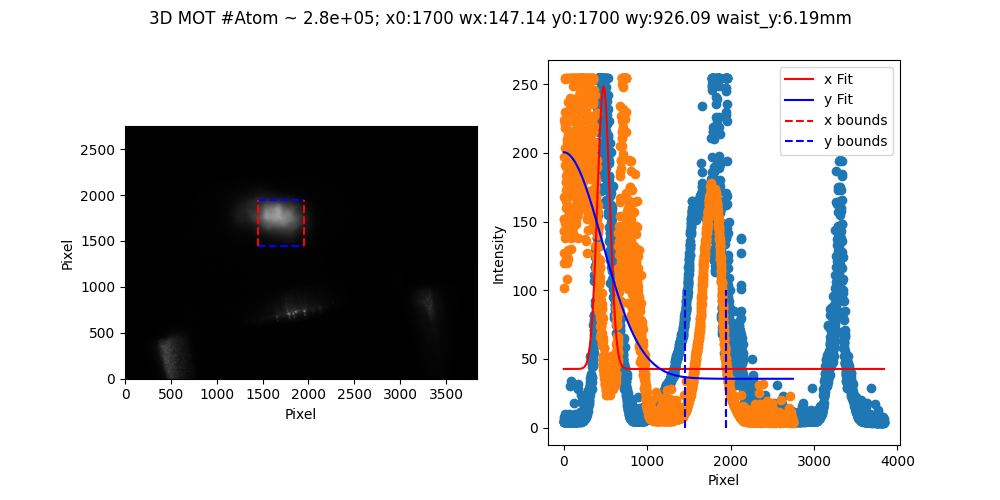 3D MOT #Atom ~ 2.8e+05; x0:1700 wx:147.14 y0:1700 wy:926.09 waist_y:6.19mm
Pixel
2500
2000
1500
1000
500
0
0 500 1000 1500 2000 2500 3000 3500
Pixel
Intensity
250
200
150
100
50
0
0 1000 2000 3000 4000
Pixel
x Fit
y Fit
x bounds
y bounds